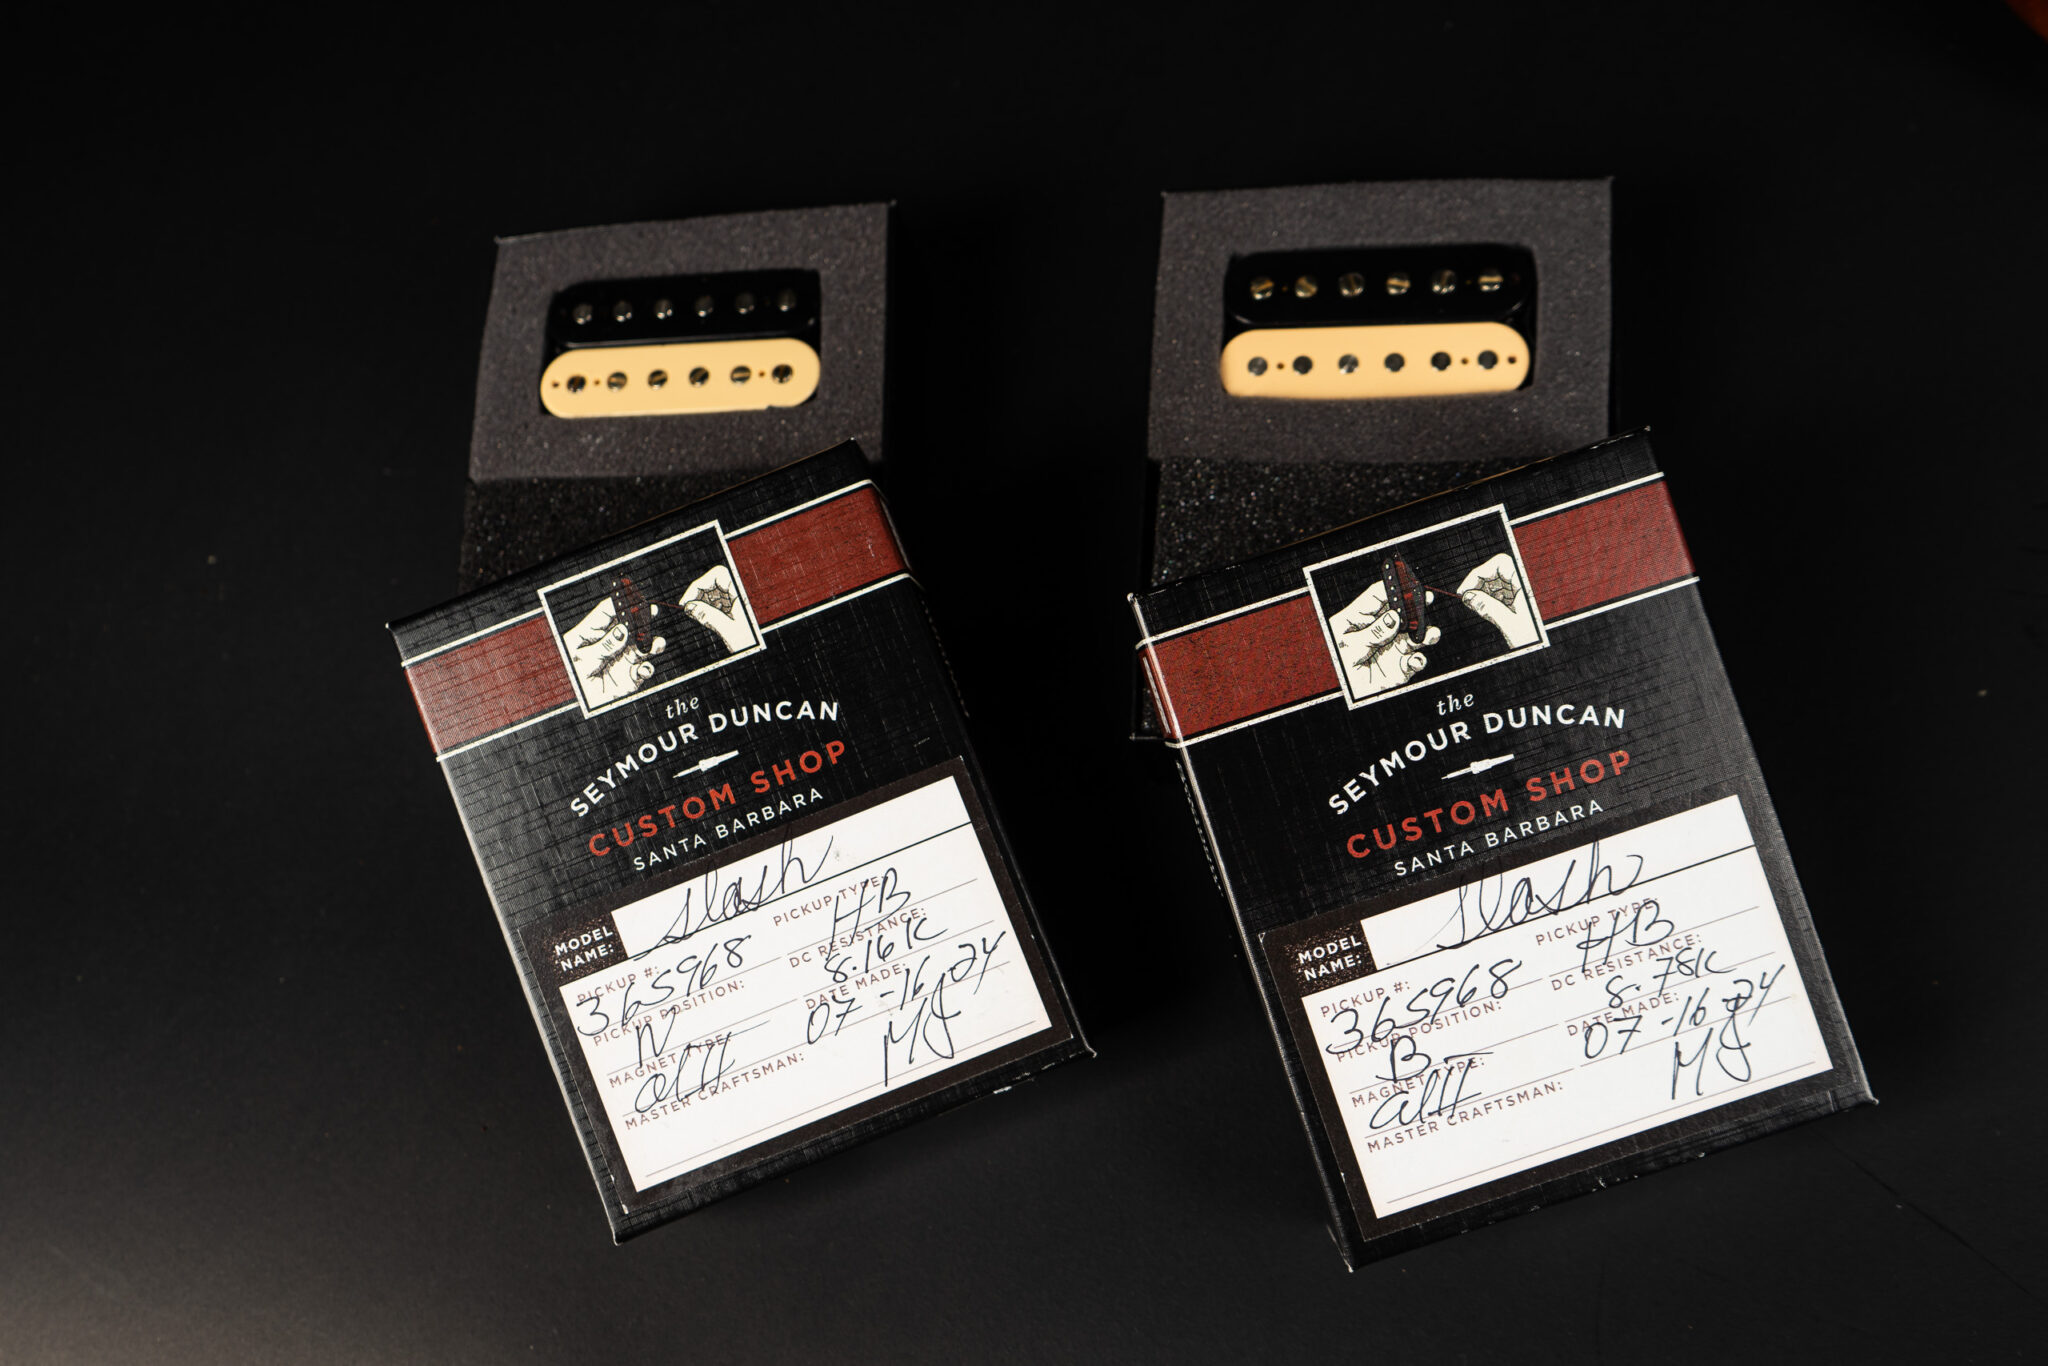 the
SEYMOUR DUNCAN
CUSTOM SHOP
SANTA BARBARA
MODEL NAME: Slash
PICKUP #: 365968
PICKUP TYPE: HB
PICKUP POSITION: N
DC RESISTANCE: 8.16K
MAGNET TYPE: alII
DATE MADE: 07-16-24
MASTER CRAFTSMAN: MJ
the
SEYMOUR DUNCAN
CUSTOM SHOP
SANTA BARBARA
MODEL NAME: Slash
PICKUP #: 365968
PICKUP TYPE: HB
PICKUP POSITION: B
DC RESISTANCE: 8.78K
MAGNET TYPE: alII
DATE MADE: 07-16-24
MASTER CRAFTSMAN: MJ